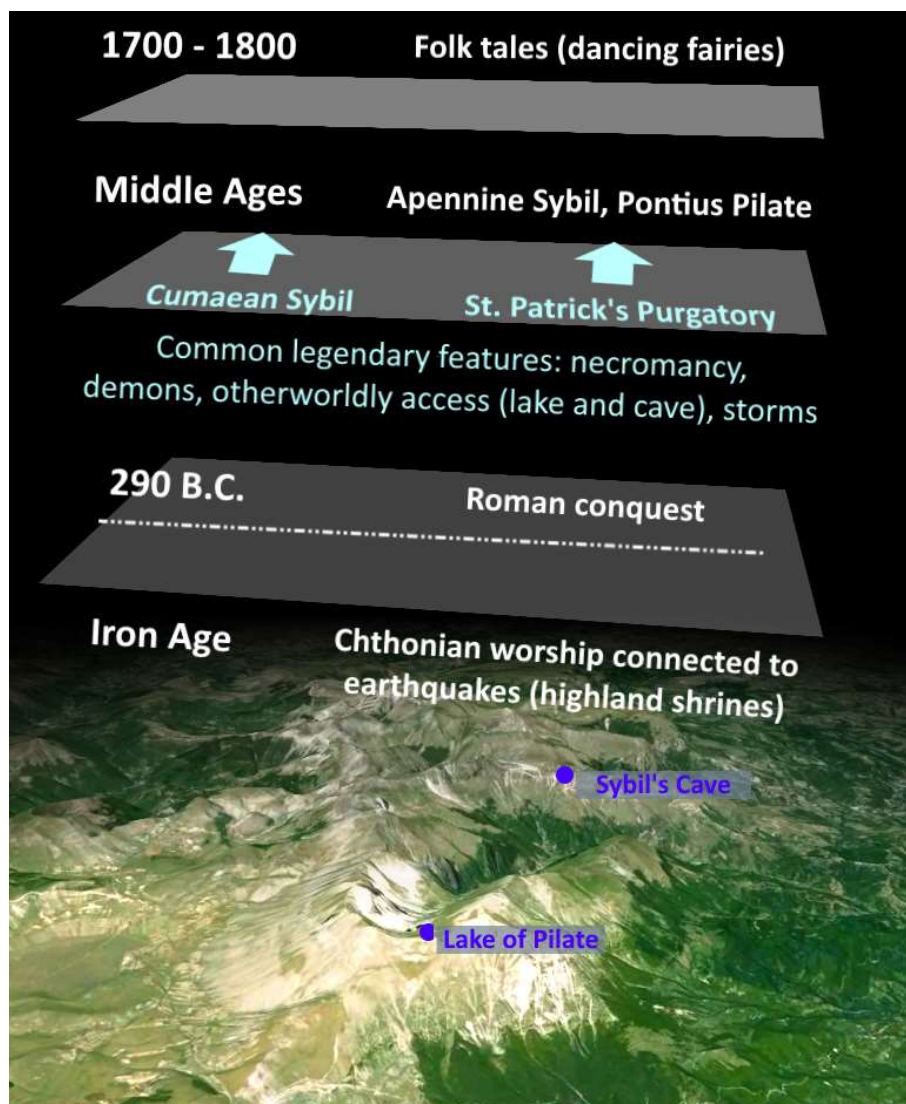 1700 - 1800
Folk tales (dancing fairies)
Middle Ages
Apennine Sybil, Pontius Pilate
Cumaean Sybil
St. Patrick's Purgatory
Common legendary features: necromancy,
demons, otherworldly access (lake and cave), storms
290 B.C.
Roman conquest
Iron Age
Chthonian worship connected to
earthquakes (highland shrines)
Sybil's Cave
Lake of Pilate